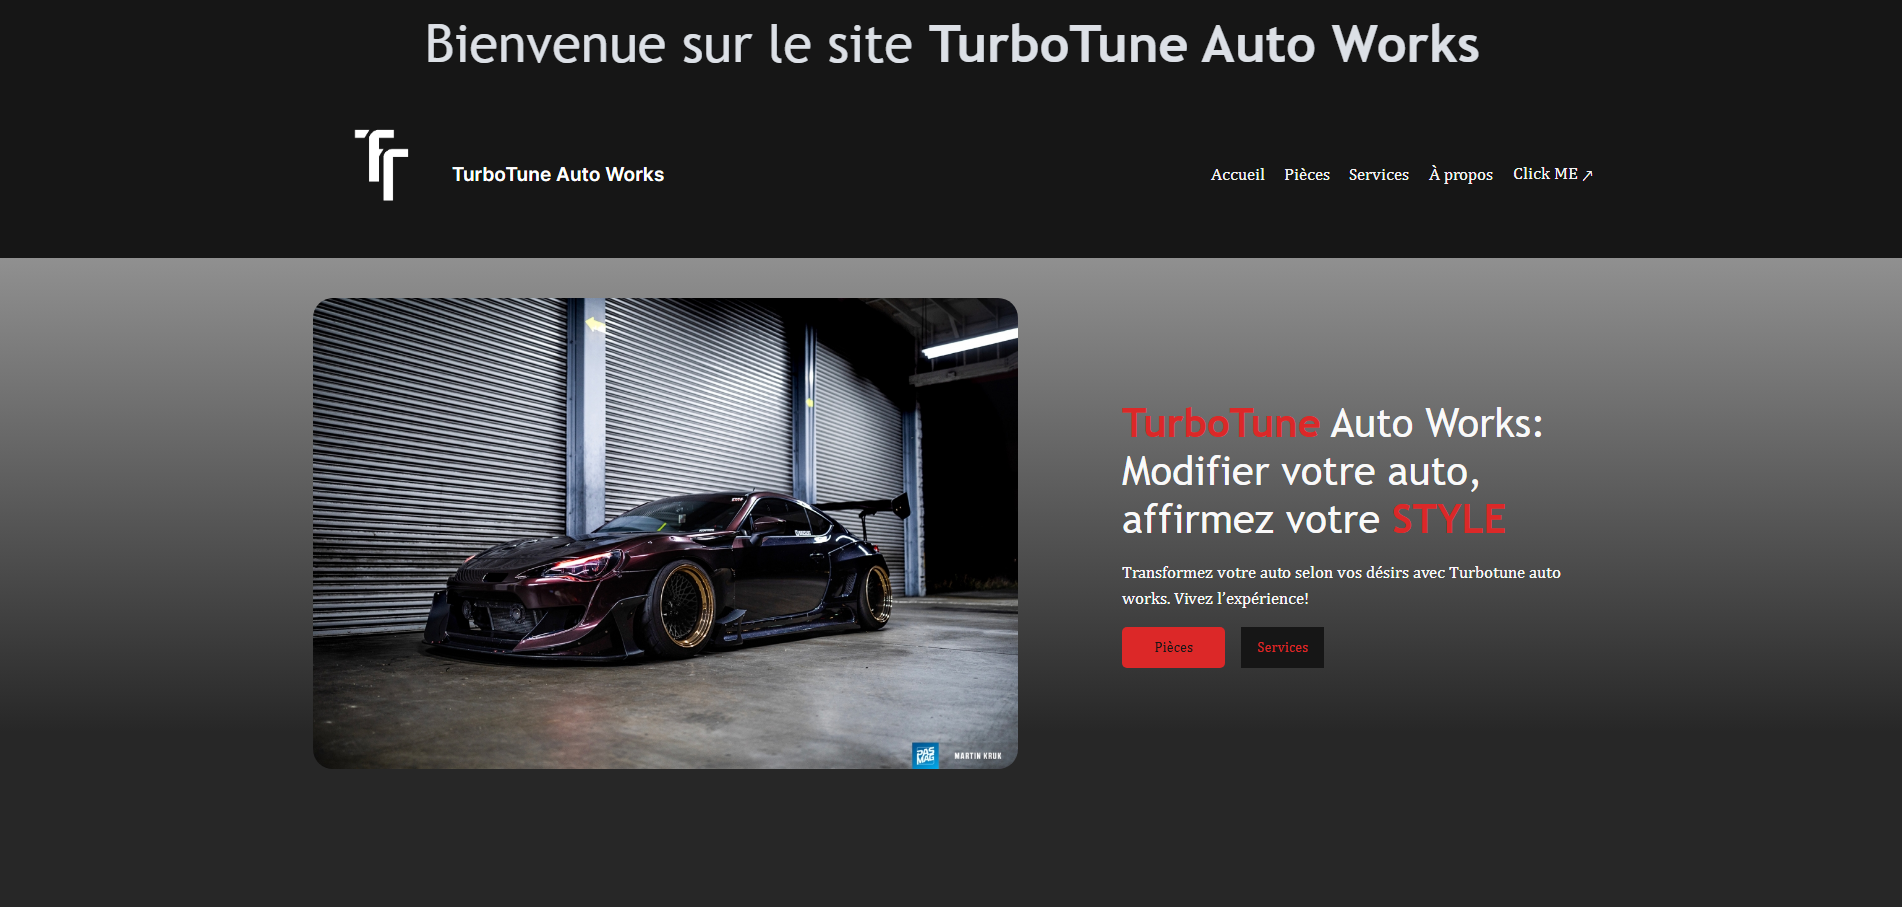 Bienvenue sur le site TurboTune Auto Works
TurboTune Auto Works
Accueil Pièces Services À propos Click ME ↗
TurboTune Auto Works:
Modifier votre auto,
affirmez votre STYLE
Transformez votre auto selon vos désirs avec Turbotune auto
works. Vivez l’expérience!
Pièces Services
PAS
MAG
MARTIN KRUK